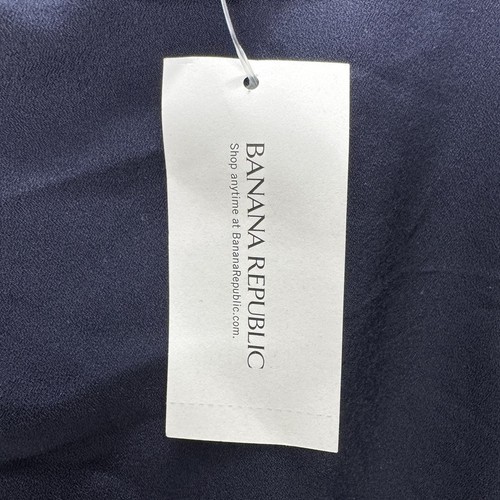 BANANA REPUBLIC
Shop anytime at BananaRepublic.com.